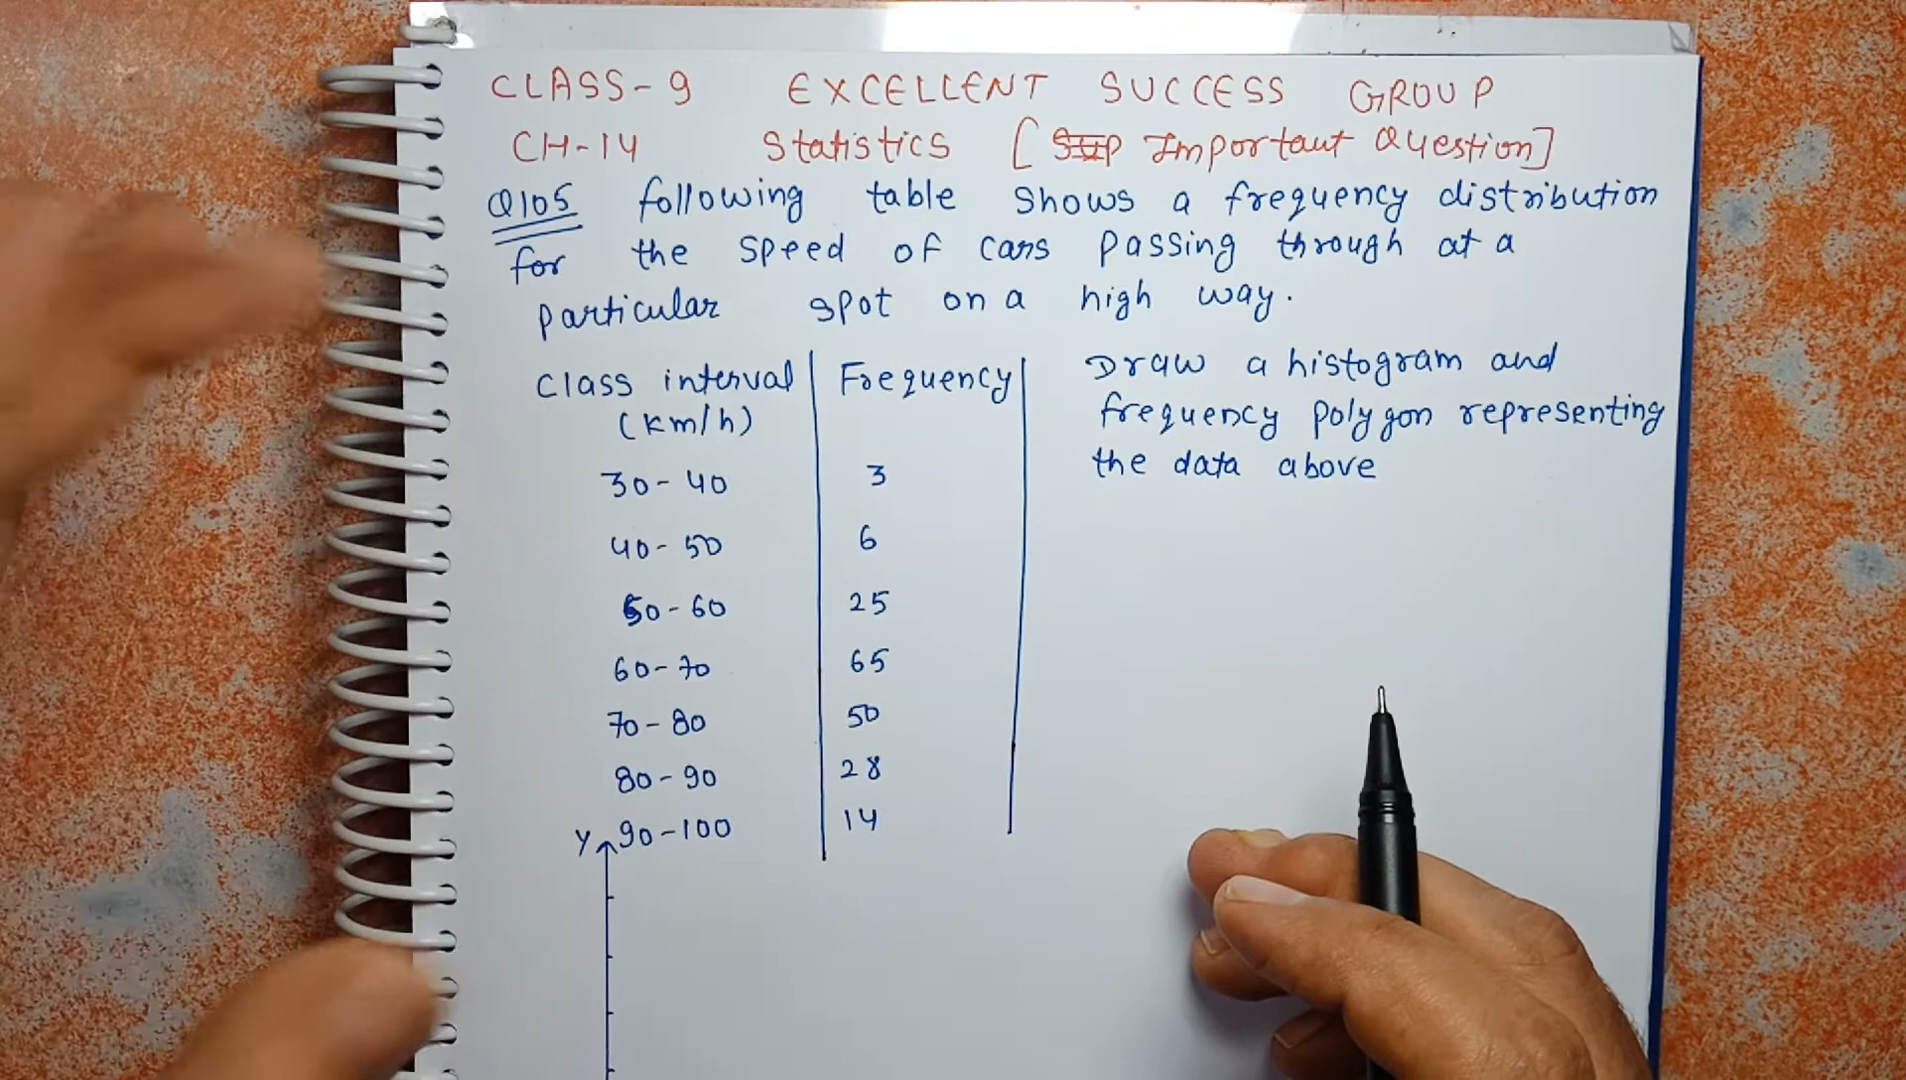 CLASS-9 EXCELLENT SUCCESS GROUP
CH-14 Statistics [ Important Question]
Q105 following table shows a frequency distribution
for the speed of cars passing through at a
particular spot on a high way.
Class interval Frequency
(km/h)
30-40 3
40-50 6
50-60 25
60-70 65
70-80 50
80-90 28
90-100 14
Draw a histogram and
frequency polygon representing
the data above
Y